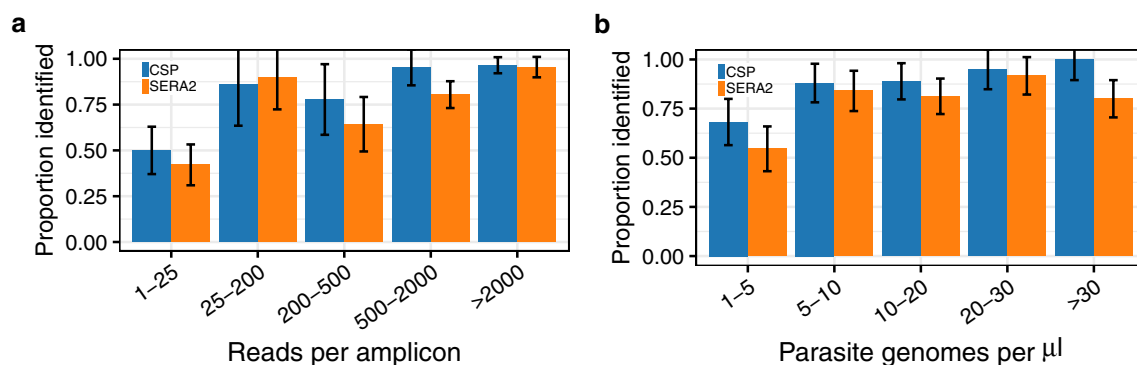 a
Proportion identified
1.00
0.75
0.50
0.25
0.00
CSP
SERA2
1–25
25–200
200–500
500–2000
>2000
Reads per amplicon
b
Proportion identified
1.00
0.75
0.50
0.25
0.00
CSP
SERA2
1–5
5–10
10–20
20–30
>30
Parasite genomes per μl